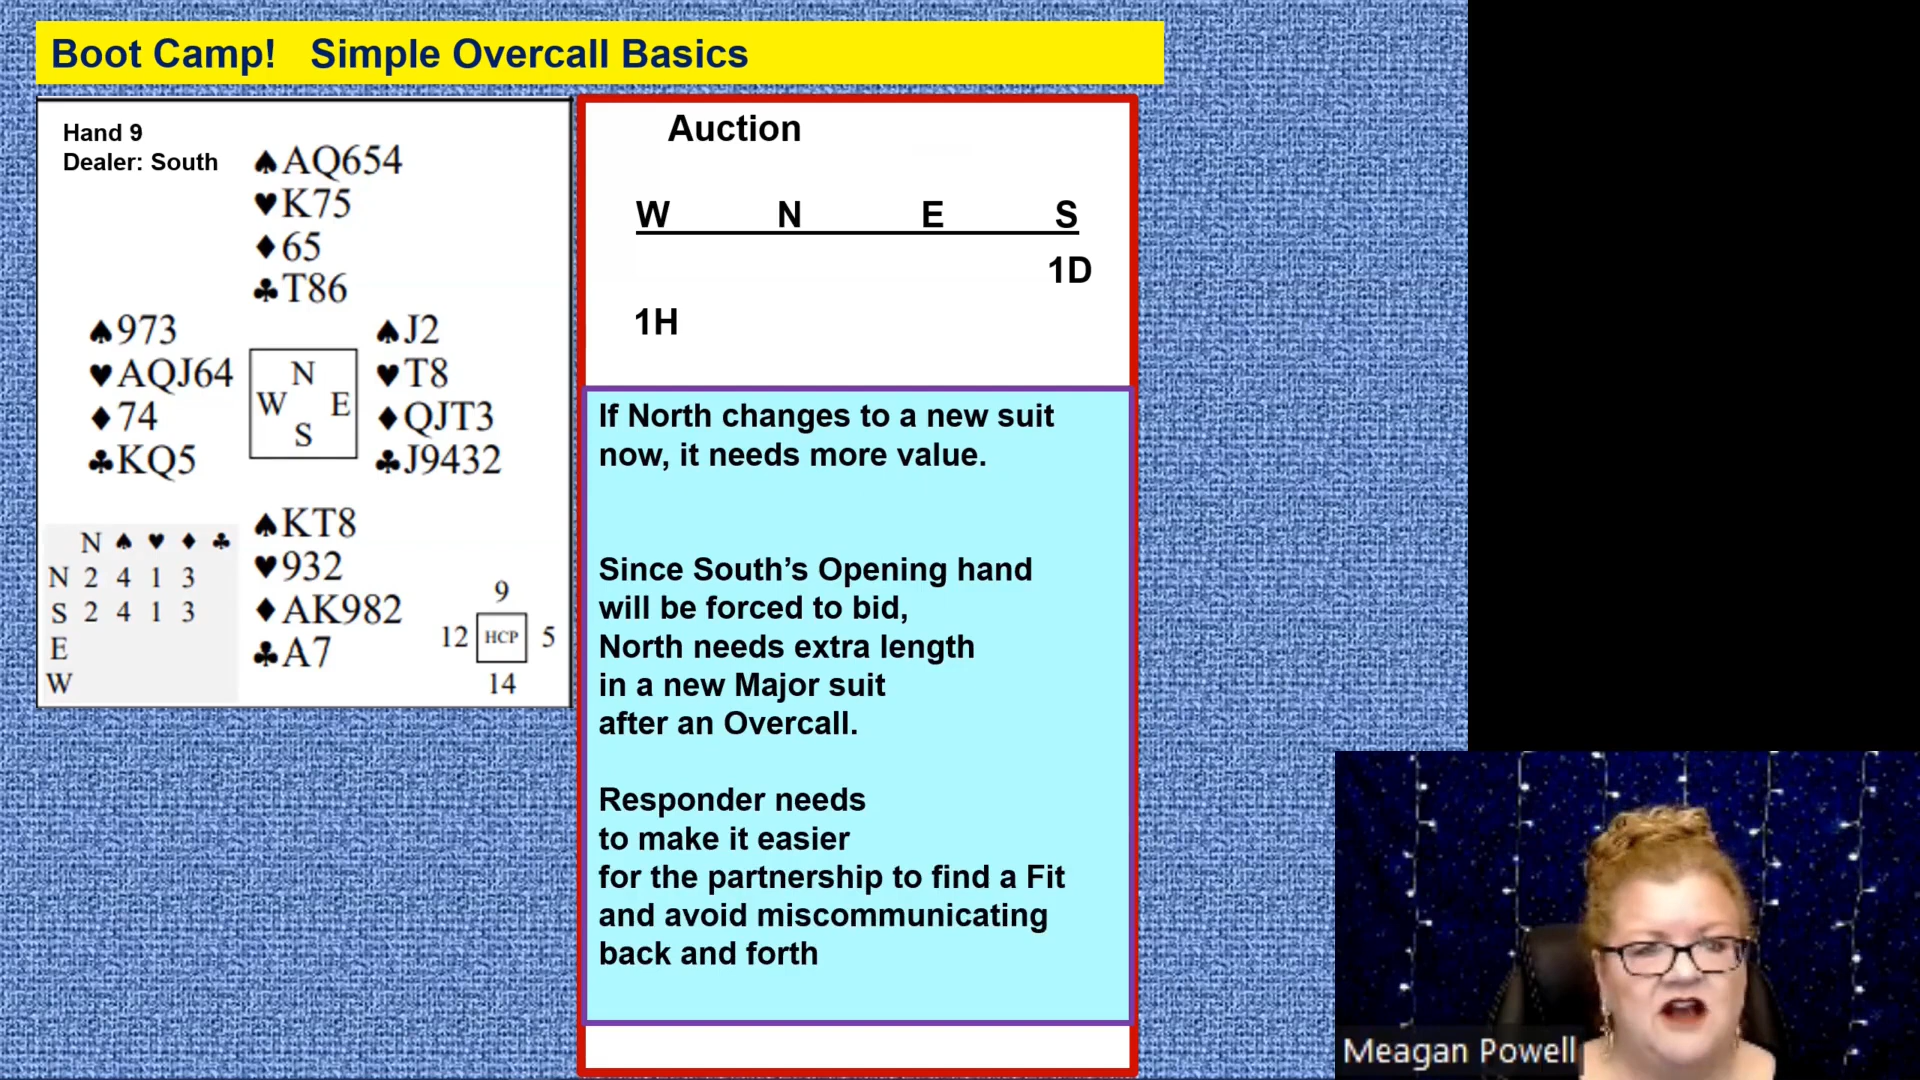 Boot Camp! Simple Overcall Basics
Hand 9
Dealer: South
♠AQ654
♥K75
♦65
♣T86
♠973
♥AQJ64
♦74
♣KQ5
N
W E
S
♠J2
♥T8
♦QJT3
♣J9432
♠KT8
♥932
♦AK982
♣A7
N ♠ ♥ ♦ ♣
N 2 4 1 3
S 2 4 1 3
E
W
9
12 HCP 5
14
Auction
W N E S
1D
1H
If North changes to a new suit
now, it needs more value.
Since South’s Opening hand
will be forced to bid,
North needs extra length
in a new Major suit
after an Overcall.
Responder needs
to make it easier
for the partnership to find a Fit
and avoid miscommunicating
back and forth
Meagan Powell